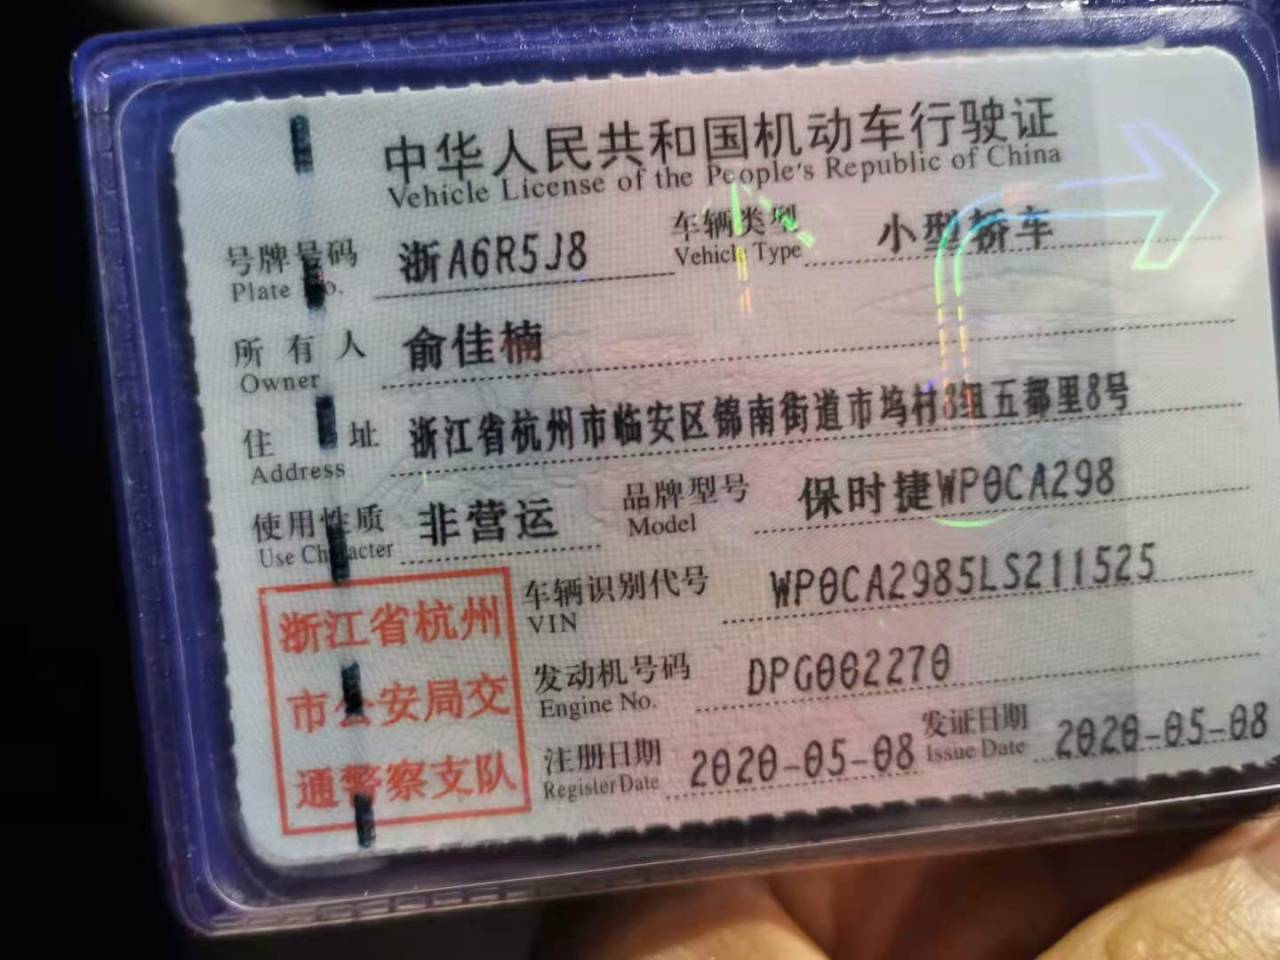 中华人民共和国机动车行驶证
Vehicle License of the People's Republic of China
号牌号码 浙A6R5J8 车辆类型 小型轿车
Plate No. Vehicle Type
所有人 俞佳楠
Owner
住址 浙江省杭州市临安区锦南街道市坞村8组五都里8号
Address
使用性质 非营运 品牌型号 保时捷WP0CA298
Use Character Model
车辆识别代号 WP0CA2985LS211525
VIN
发动机号码 DPG002270
Engine No.
注册日期 2020-05-08 发证日期 2020-05-08
Register Date Issue Date
浙江省杭州
市公安局交
通警察支队